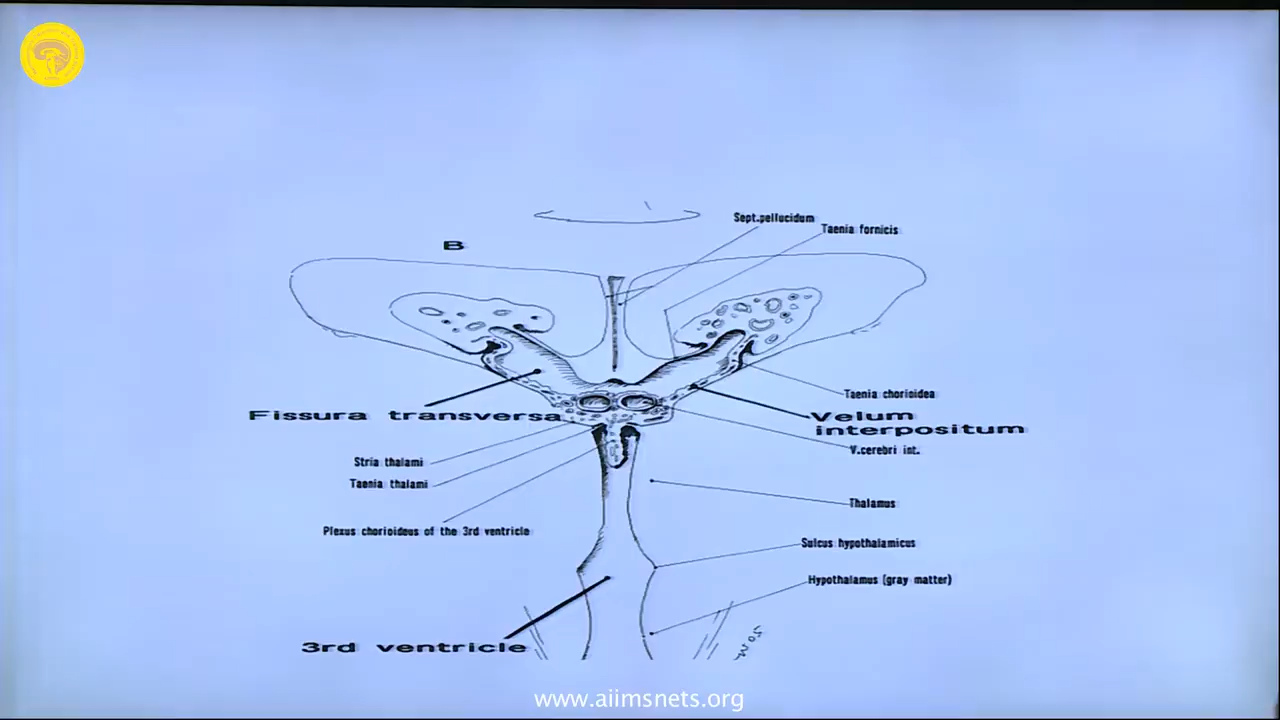 Sept.pellucidum
Taenia fornicis
B
Taenia chorioidea
Fissura transversa
Velum
interpositum
V.cerebri int.
Stria thalami
Taenia thalami
Thalamus
Plexus chorioideus of the 3rd ventricle
Sulcus hypothalamicus
Hypothalamus (gray matter)
3rd ventricle
www.aiimsnets.org